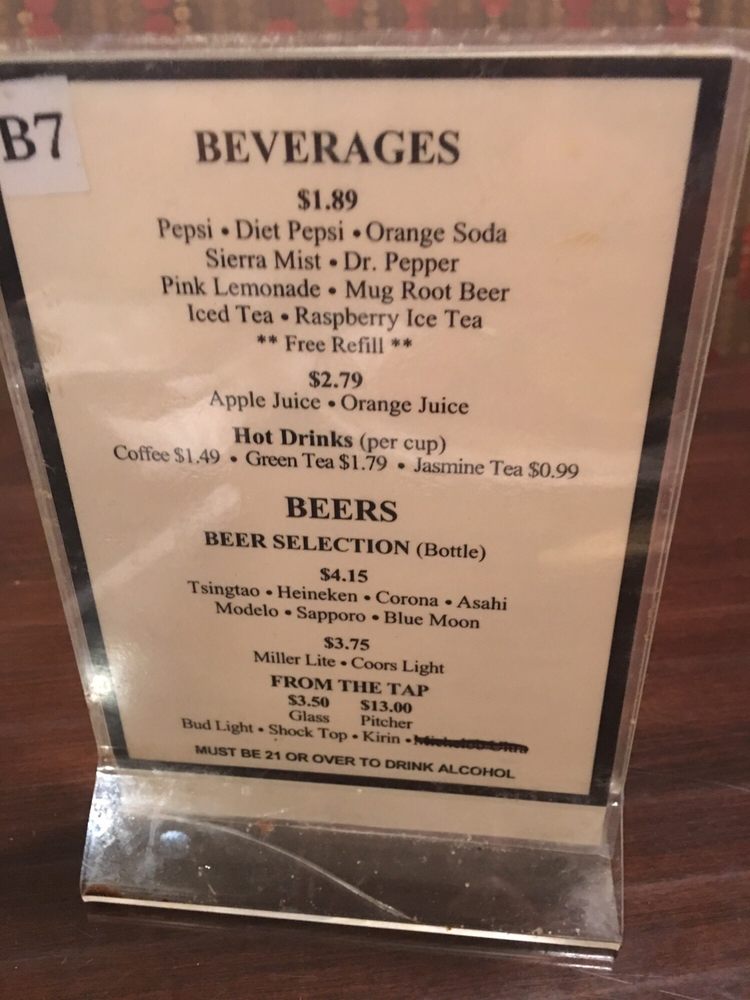 B7
BEVERAGES
$1.89
Pepsi • Diet Pepsi • Orange Soda
Sierra Mist • Dr. Pepper
Pink Lemonade • Mug Root Beer
Iced Tea • Raspberry Ice Tea
** Free Refill **
$2.79
Apple Juice • Orange Juice
Hot Drinks (per cup)
Coffee $1.49 • Green Tea $1.79 • Jasmine Tea $0.99
BEERS
BEER SELECTION (Bottle)
$4.15
Tsingtao • Heineken • Corona • Asahi
Modelo • Sapporo • Blue Moon
$3.75
Miller Lite • Coors Light
FROM THE TAP
$3.50 $13.00
Glass Pitcher
Bud Light • Shock Top • Kirin • Michelob Ultra
MUST BE 21 OR OVER TO DRINK ALCOHOL